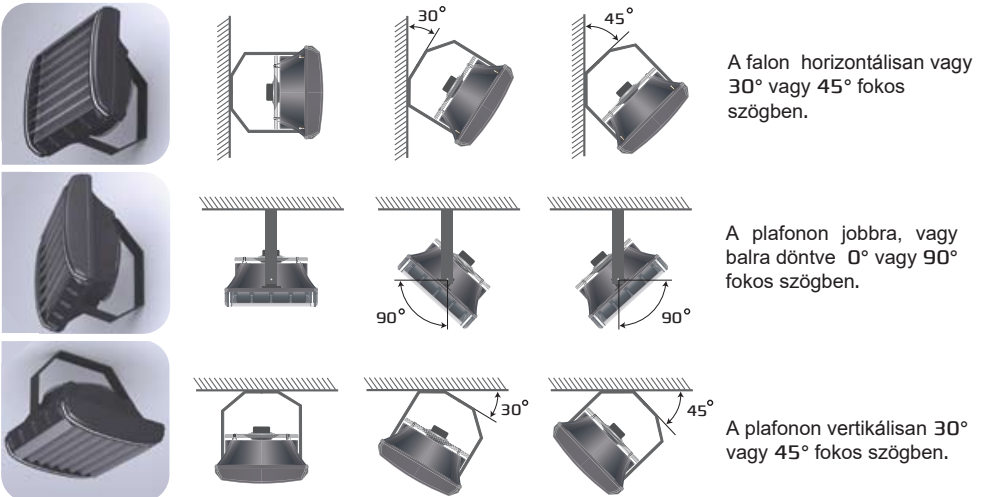 30°
45°
A falon horizontálisan vagy
30° vagy 45° fokos
szögben.
90°
90°
A plafonon jobbra, vagy
balra döntve 0° vagy 90°
fokos szögben.
30°
45°
A plafonon vertikálisan 30°
vagy 45° fokos szögben.